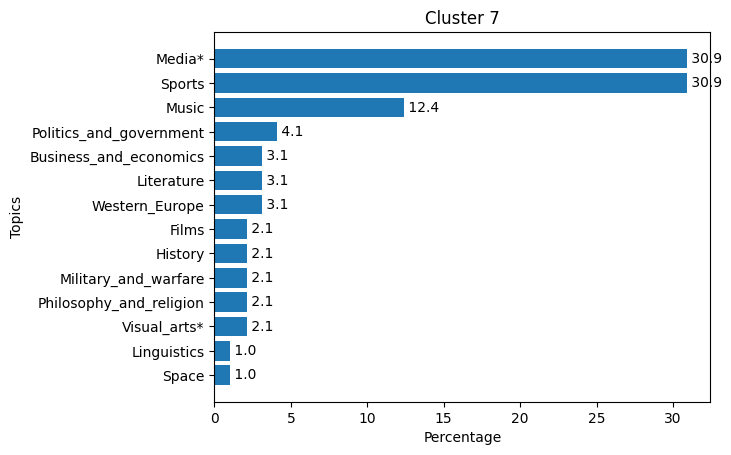 Cluster 7
Topics
Media* 30.9
Sports 30.9
Music 12.4
Politics_and_government 4.1
Business_and_economics 3.1
Literature 3.1
Western_Europe 3.1
Films 2.1
History 2.1
Military_and_warfare 2.1
Philosophy_and_religion 2.1
Visual_arts* 2.1
Linguistics 1.0
Space 1.0
0 5 10 15 20 25 30
Percentage